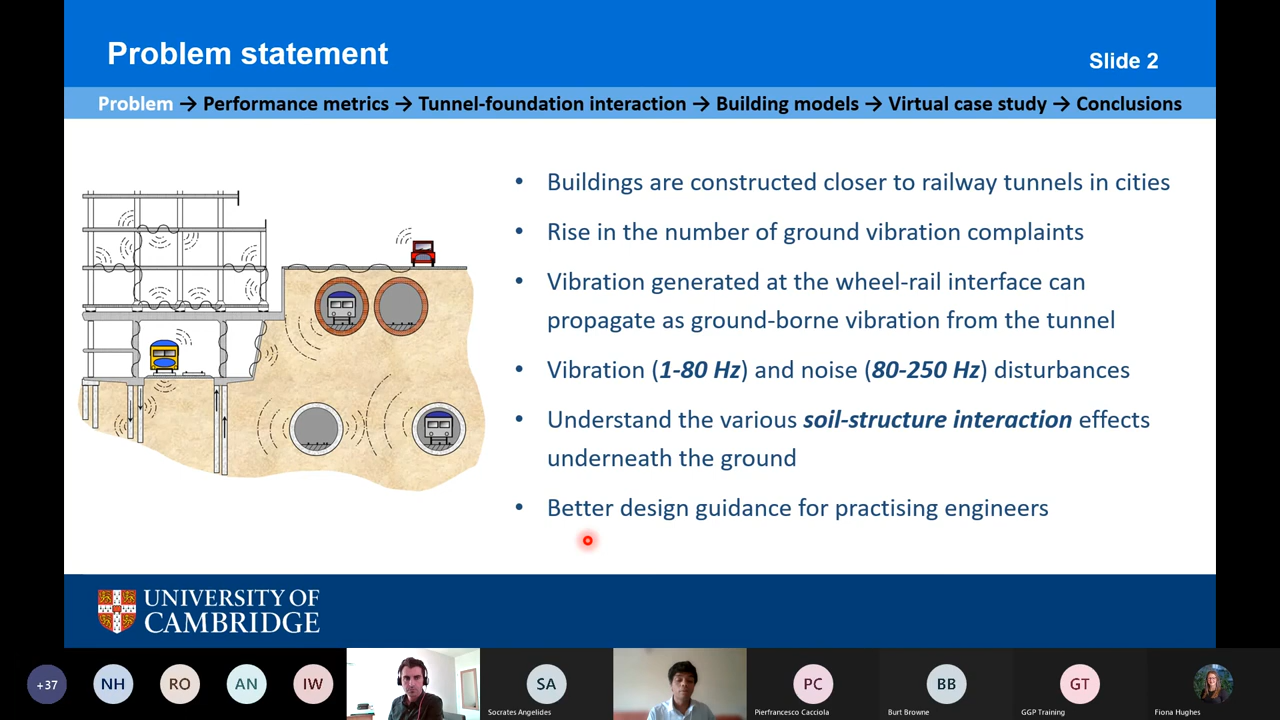 Problem statement
Slide 2
Problem → Performance metrics → Tunnel-foundation interaction → Building models → Virtual case study → Conclusions
• Buildings are constructed closer to railway tunnels in cities
• Rise in the number of ground vibration complaints
• Vibration generated at the wheel-rail interface can
propagate as ground-borne vibration from the tunnel
• Vibration (1-80 Hz) and noise (80-250 Hz) disturbances
• Understand the various soil-structure interaction effects
underneath the ground
• Better design guidance for practising engineers
UNIVERSITY OF
CAMBRIDGE
+37
NH
RO
AN
IW
SA
PC
BB
GT
Socrates Angelides
Pierfrancesco Cacciola
Burt Browne
GGP Training
Fiona Hughes